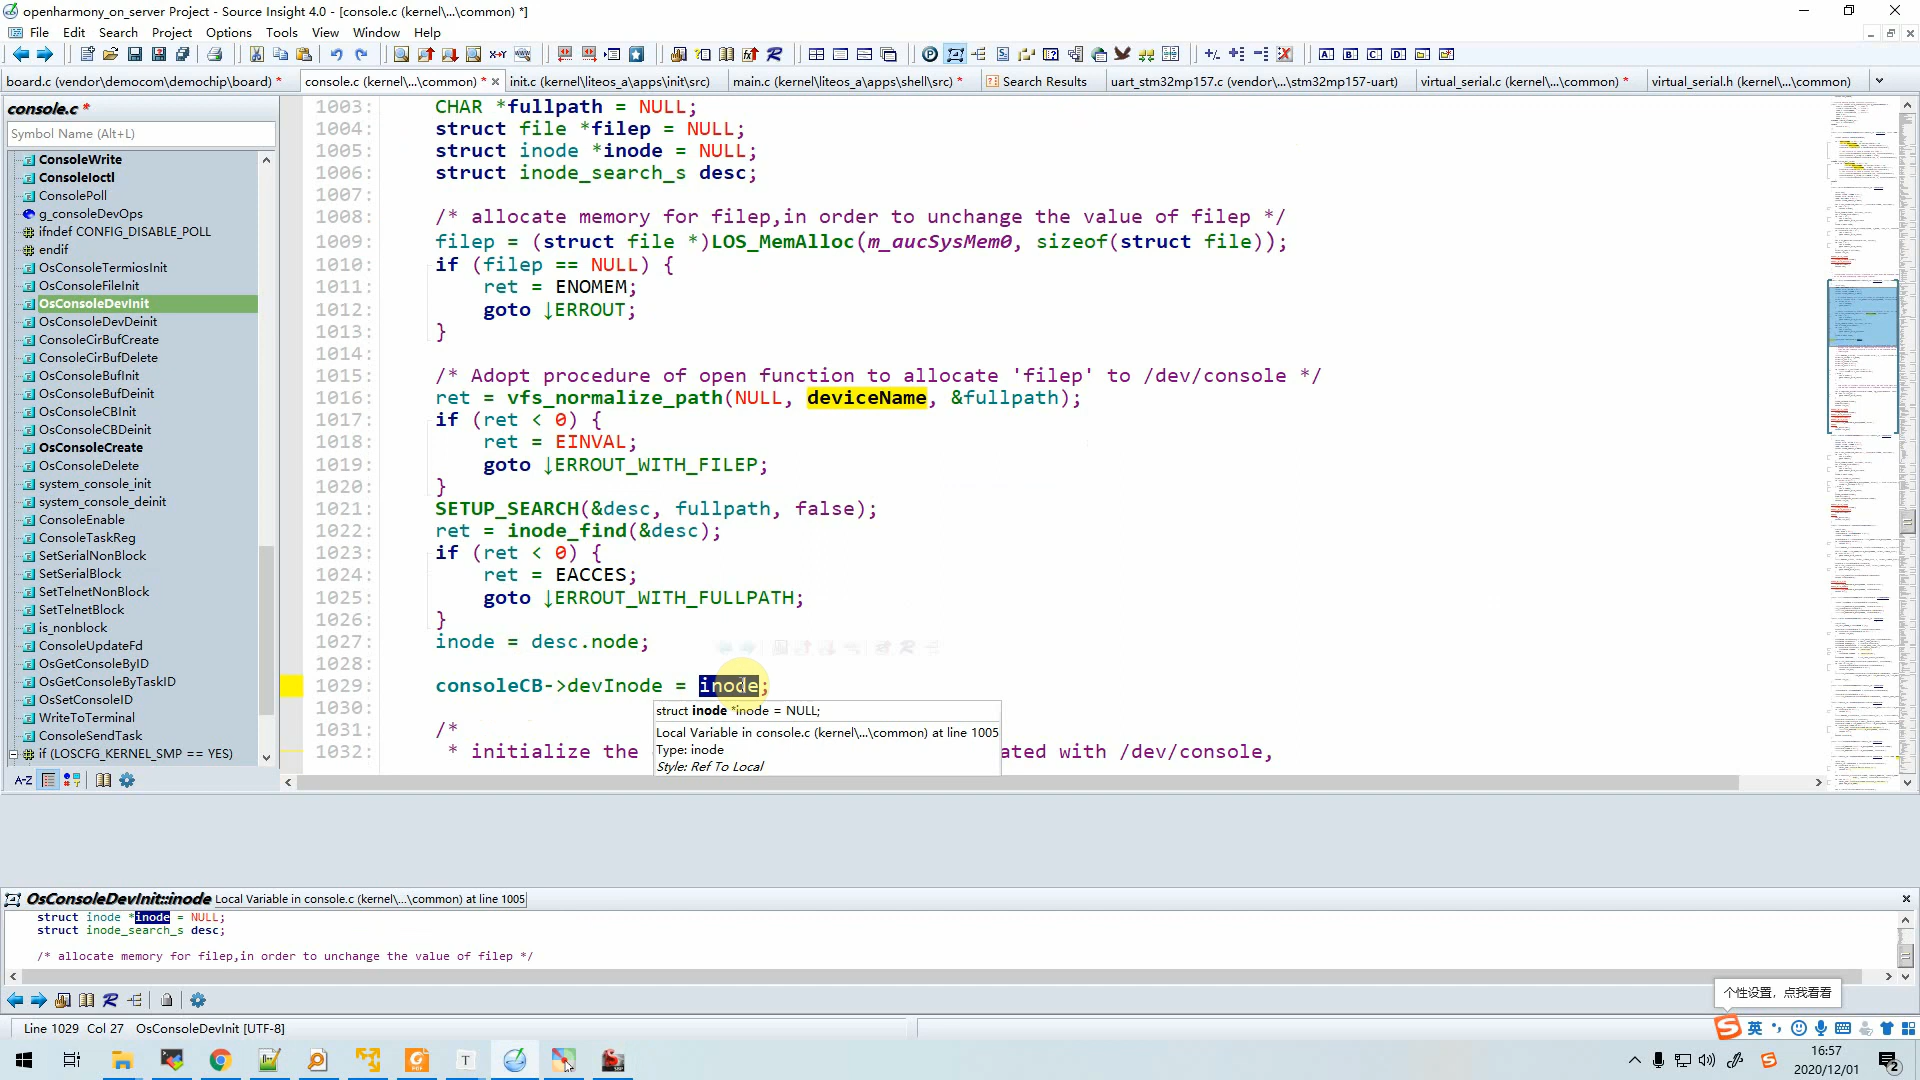 openharmony_on_server Project - Source Insight 4.0 - [console.c (kernel\...\common) *]
File Edit Search Project Options Tools View Window Help
board.c (vendor\democom\demochip\board) * console.c (kernel\...\common) * init.c (kernel\liteos_a\apps\init\src) main.c (kernel\liteos_a\apps\shell\src) * Search Results uart_stm32mp157.c (vendor\...\stm32mp157-uart) virtual_serial.c (kernel\...\common) * virtual_serial.h (kernel\...\common)
console.c *
Symbol Name (Alt+L)
ConsoleWrite
ConsoleIoctl
ConsolePoll
g_consoleDevOps
ifndef CONFIG_DISABLE_POLL
endif
OsConsoleTermiosInit
OsConsoleFileInit
OsConsoleDevInit
OsConsoleDevDeinit
ConsoleCirBufCreate
ConsoleCirBufDelete
OsConsoleBufInit
OsConsoleBufDeinit
OsConsoleCBInit
OsConsoleCBDeinit
OsConsoleCreate
OsConsoleDelete
system_console_init
system_console_deinit
ConsoleEnable
ConsoleTaskReg
SetSerialNonBlock
SetSerialBlock
SetTelnetNonBlock
SetTelnetBlock
is_nonblock
ConsoleUpdateFd
OsGetConsoleByID
OsGetConsoleByTaskID
OsSetConsoleID
WriteToTerminal
ConsoleSendTask
if (LOSCFG_KERNEL_SMP == YES)
1003: CHAR *fullpath = NULL;
1004: struct file *filep = NULL;
1005: struct inode *inode = NULL;
1006: struct inode_search_s desc;
1007:
1008: /* allocate memory for filep,in order to unchange the value of filep */
1009: filep = (struct file *)LOS_MemAlloc(m_aucSysMem0, sizeof(struct file));
1010: if (filep == NULL) {
1011: ret = ENOMEM;
1012: goto ↓ERROUT;
1013: }
1014:
1015: /* Adopt procedure of open function to allocate 'filep' to /dev/console */
1016: ret = vfs_normalize_path(NULL, deviceName, &fullpath);
1017: if (ret < 0) {
1018: ret = EINVAL;
1019: goto ↓ERROUT_WITH_FILEP;
1020: }
1021: SETUP_SEARCH(&desc, fullpath, false);
1022: ret = inode_find(&desc);
1023: if (ret < 0) {
1024: ret = EACCES;
1025: goto ↓ERROUT_WITH_FULLPATH;
1026: }
1027: inode = desc.node;
1028:
1029: consoleCB->devInode = inode;
1030:
1031: /*
1032: * initialize the ated with /dev/console,
struct inode *inode = NULL;
Local Variable in console.c (kernel\...\common) at line 1005
Type: inode
Style: Ref To Local
A-Z
OsConsoleDevInit::inode Local Variable in console.c (kernel\...\common) at line 1005
struct inode *inode = NULL;
struct inode_search_s desc;
/* allocate memory for filep,in order to unchange the value of filep */
个性设置，点我看看
Line 1029 Col 27 OsConsoleDevInit [UTF-8]
英
16:57
2020/12/01
2